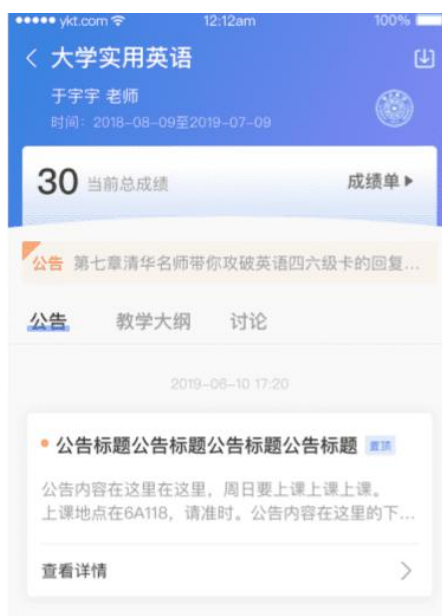 ykt.com 12:12am 100%
大学实用英语
于字字 老师
时间：2018-08-09至2019-07-09
30 当前总成绩 成绩单
公告 第七章清华名师带你攻破英语四六级卡的回复...
公告 教学大纲 讨论
2019-06-10 17:20
公告标题公告标题公告标题公告标题 置顶
公告内容在这里在这里，周日要上课上课上课。
上课地点在6A118，请准时。公告内容在这里的下...
查看详情